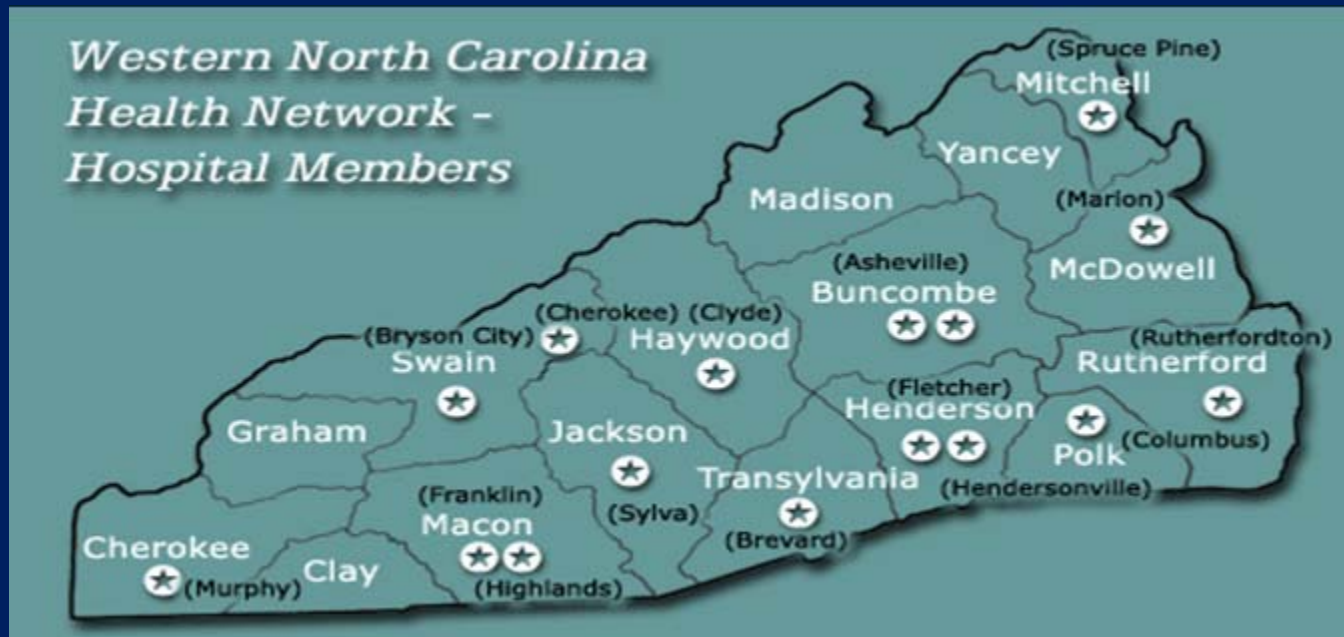 Western North Carolina
Health Network –
Hospital Members
(Spruce Pine)
Mitchell
Yancey
Madison
(Marion)
McDowell
(Asheville)
Buncombe
(Cherokee) (Clyde)
(Bryson City)
Haywood
Swain
(Rutherfordton)
Rutherford
(Fletcher)
Henderson
Graham
Jackson
(Columbus)
Polk
Transylvania
(Hendersonville)
(Franklin)
Macon
(Sylva)
(Brevard)
Cherokee
(Murphy)
Clay
(Highlands)